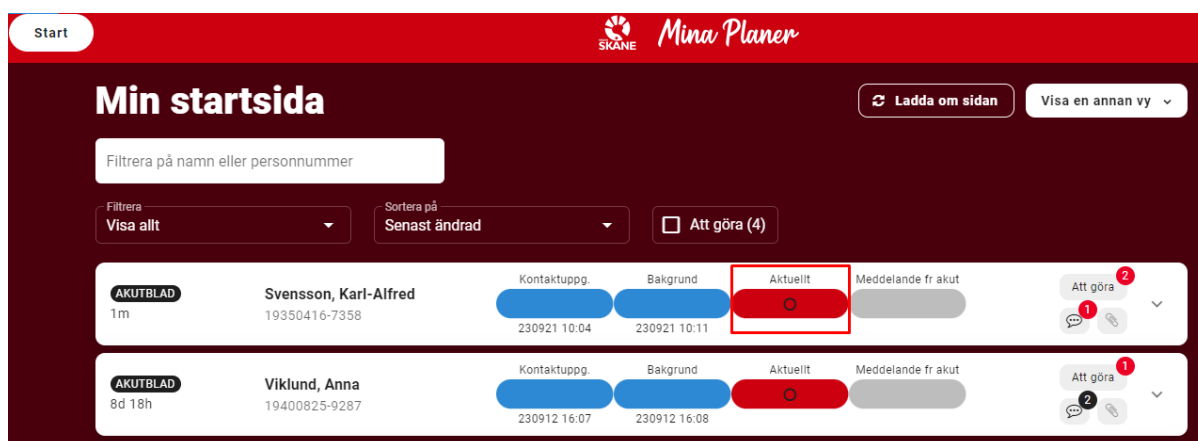 Start
SKÅNE Mina Planer
Min startsida
Ladda om sidan
Visa en annan vy
Filtrera på namn eller personnummer
Filtrera
Visa allt
Sortera på
Senast ändrad
Att göra (4)
AKUTBLAD
1m
Svensson, Karl-Alfred
19350416-7358
Kontaktuppg.
230921 10:04
Bakgrund
230921 10:11
Aktuellt
Meddelande fr akut
Att göra
2
1
AKUTBLAD
8d 18h
Viklund, Anna
19400825-9287
Kontaktuppg.
230912 16:07
Bakgrund
230912 16:08
Aktuellt
Meddelande fr akut
Att göra
1
2